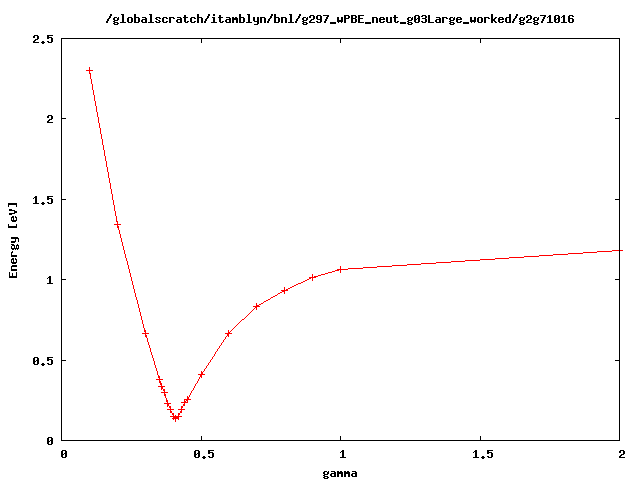 /globalscratch/itamblyn/bnl/g297_wPBE_neut_g03Large_worked/g2g71016
2.5
2
1.5
1
0.5
0
Energy [eV]
0 0.5 1 1.5 2
gamma